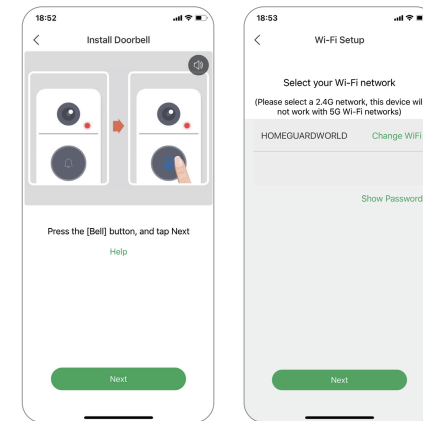 18:52
Install Doorbell
Press the [Bell] button, and tap Next
Help
Next
18:53
Wi-Fi Setup
Select your Wi-Fi network
(Please select a 2.4G network, this device will
not work with 5G Wi-Fi networks)
HOMEGUARDWORLD Change WiFi
Show Password
Next